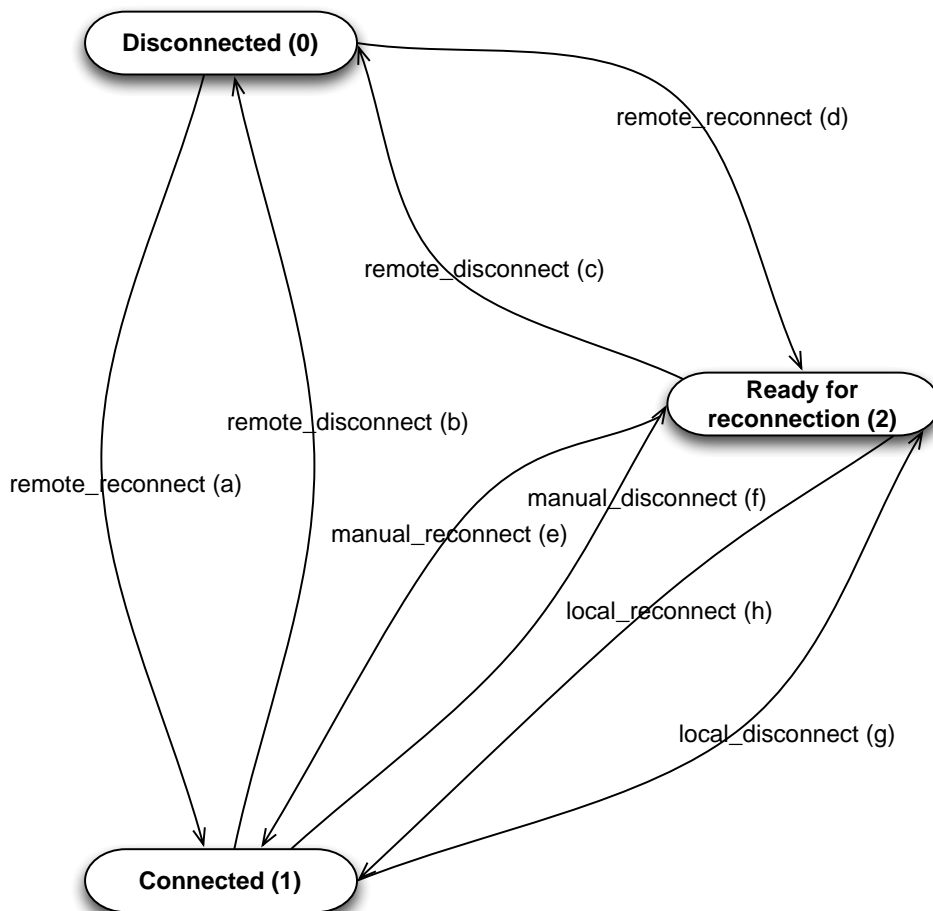 Disconnected (0)
remote_reconnect (d)
remote_disconnect (c)
Ready for
reconnection (2)
remote_disconnect (b)
remote_reconnect (a)
manual_disconnect (f)
manual_reconnect (e)
local_reconnect (h)
local_disconnect (g)
Connected (1)